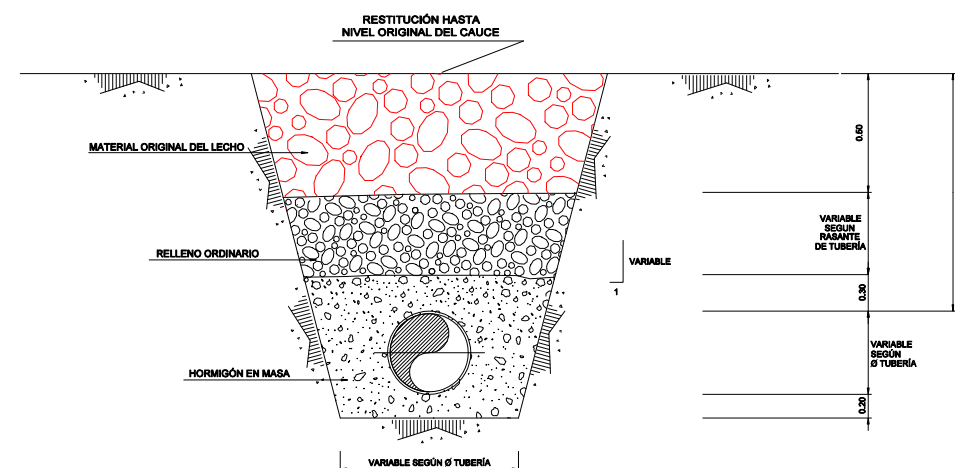 RESTITUCIÓN HASTA
NIVEL ORIGINAL DEL CAUCE
MATERIAL ORIGINAL DEL LECHO
RELLENO ORDINARIO
HORMIGÓN EN MASA
VARIABLE
1
0.60
VARIABLE
SEGUN
RASANTE
DE TUBERÍA
0.30
VARIABLE
SEGÚN
Ø TUBERÍA
0.20
VARIABLE SEGÚN Ø TUBERÍA